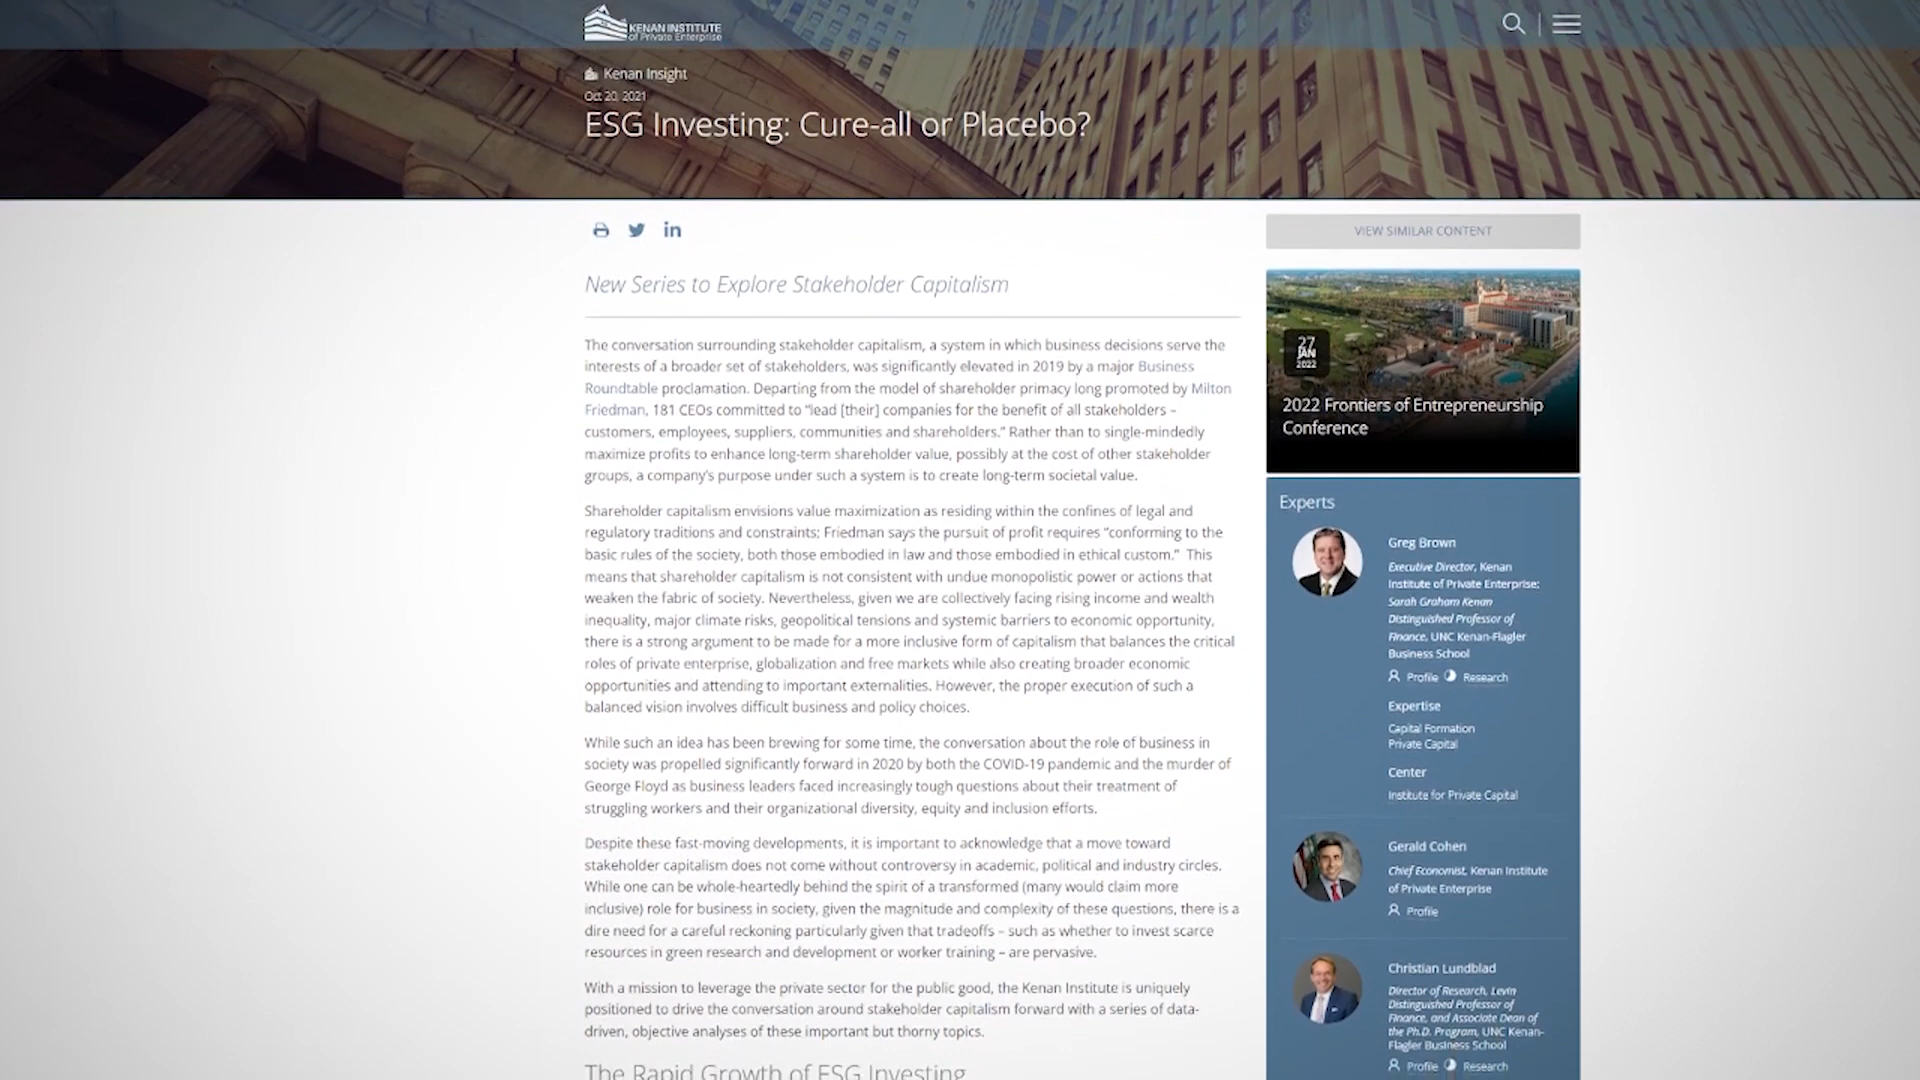 KENAN INSTITUTE
of Private Enterprise
Kenan Insight
Oct 20, 2021
ESG Investing: Cure-all or Placebo?
New Series to Explore Stakeholder Capitalism
The conversation surrounding stakeholder capitalism, a system in which business decisions serve the
interests of a broader set of stakeholders, was significantly elevated in 2019 by a major Business
Roundtable proclamation. Departing from the model of shareholder primacy long promoted by Milton
Friedman, 181 CEOs committed to “lead [their] companies for the benefit of all stakeholders –
customers, employees, suppliers, communities and shareholders.” Rather than to single-mindedly
maximize profits to enhance long-term shareholder value, possibly at the cost of other stakeholder
groups, a company’s purpose under such a system is to create long-term societal value.
Shareholder capitalism envisions value maximization as residing within the confines of legal and
regulatory traditions and constraints; Friedman says the pursuit of profit requires “conforming to the
basic rules of the society, both those embodied in law and those embodied in ethical custom.” This
means that shareholder capitalism is not consistent with undue monopolistic power or actions that
weaken the fabric of society. Nevertheless, given we are collectively facing rising income and wealth
inequality, major climate risks, geopolitical tensions and systemic barriers to economic opportunity,
there is a strong argument to be made for a more inclusive form of capitalism that balances the critical
roles of private enterprise, globalization and free markets while also creating broader economic
opportunities and attending to important externalities. However, the proper execution of such a
balanced vision involves difficult business and policy choices.
While such an idea has been brewing for some time, the conversation about the role of business in
society was propelled significantly forward in 2020 by both the COVID-19 pandemic and the murder of
George Floyd as business leaders faced increasingly tough questions about their treatment of
struggling workers and their organizational diversity, equity and inclusion efforts.
Despite these fast-moving developments, it is important to acknowledge that a move toward
stakeholder capitalism does not come without controversy in academic, political and industry circles.
While one can be whole-heartedly behind the spirit of a transformed (many would claim more
inclusive) role for business in society, given the magnitude and complexity of these questions, there is a
dire need for a careful reckoning particularly given that tradeoffs – such as whether to invest scarce
resources in green research and development or worker training – are pervasive.
With a mission to leverage the private sector for the public good, the Kenan Institute is uniquely
positioned to drive the conversation around stakeholder capitalism forward with a series of data-
driven, objective analyses of these important but thorny topics.
The Rapid Growth of ESG Investing
VIEW SIMILAR CONTENT
27
JAN
2022
2022 Frontiers of Entrepreneurship
Conference
Experts
Greg Brown
Executive Director, Kenan
Institute of Private Enterprise;
Sarah Graham Kenan
Distinguished Professor of
Finance, UNC Kenan-Flagler
Business School
Profile Research
Expertise
Capital Formation
Private Capital
Center
Institute for Private Capital
Gerald Cohen
Chief Economist, Kenan Institute
of Private Enterprise
Profile
Christian Lundblad
Director of Research, Levin
Distinguished Professor of
Finance, and Associate Dean of
the Ph.D. Program, UNC Kenan-
Flagler Business School
Profile Research